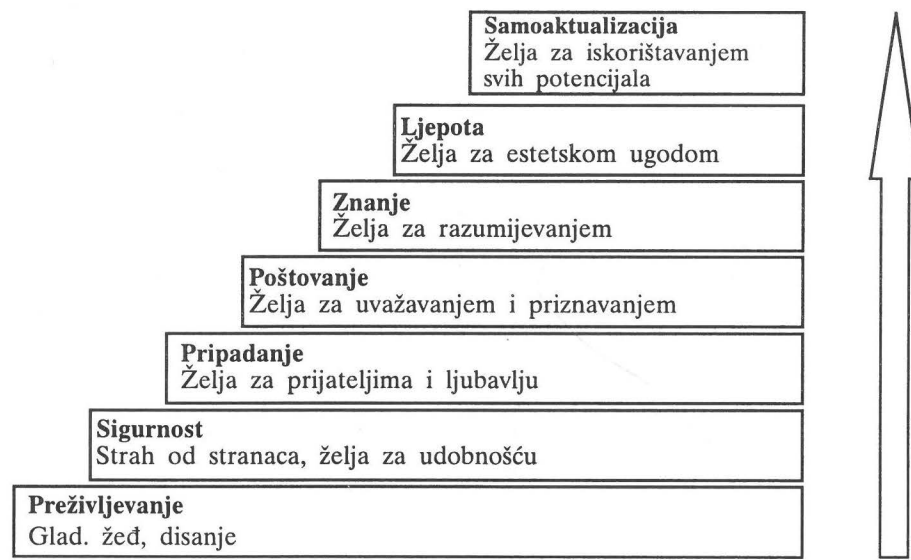 Samoaktualizacija
Želja za iskorištavanjem
svih potencijala
Ljepota
Želja za estetskom ugodom
Znanje
Želja za razumijevanjem
Poštovanje
Želja za uvažavanjem i priznavanjem
Pripadanje
Želja za prijateljima i ljubavlju
Sigurnost
Strah od stranaca, želja za udobnošću
Preživljevanje
Glad. žeđ, disanje